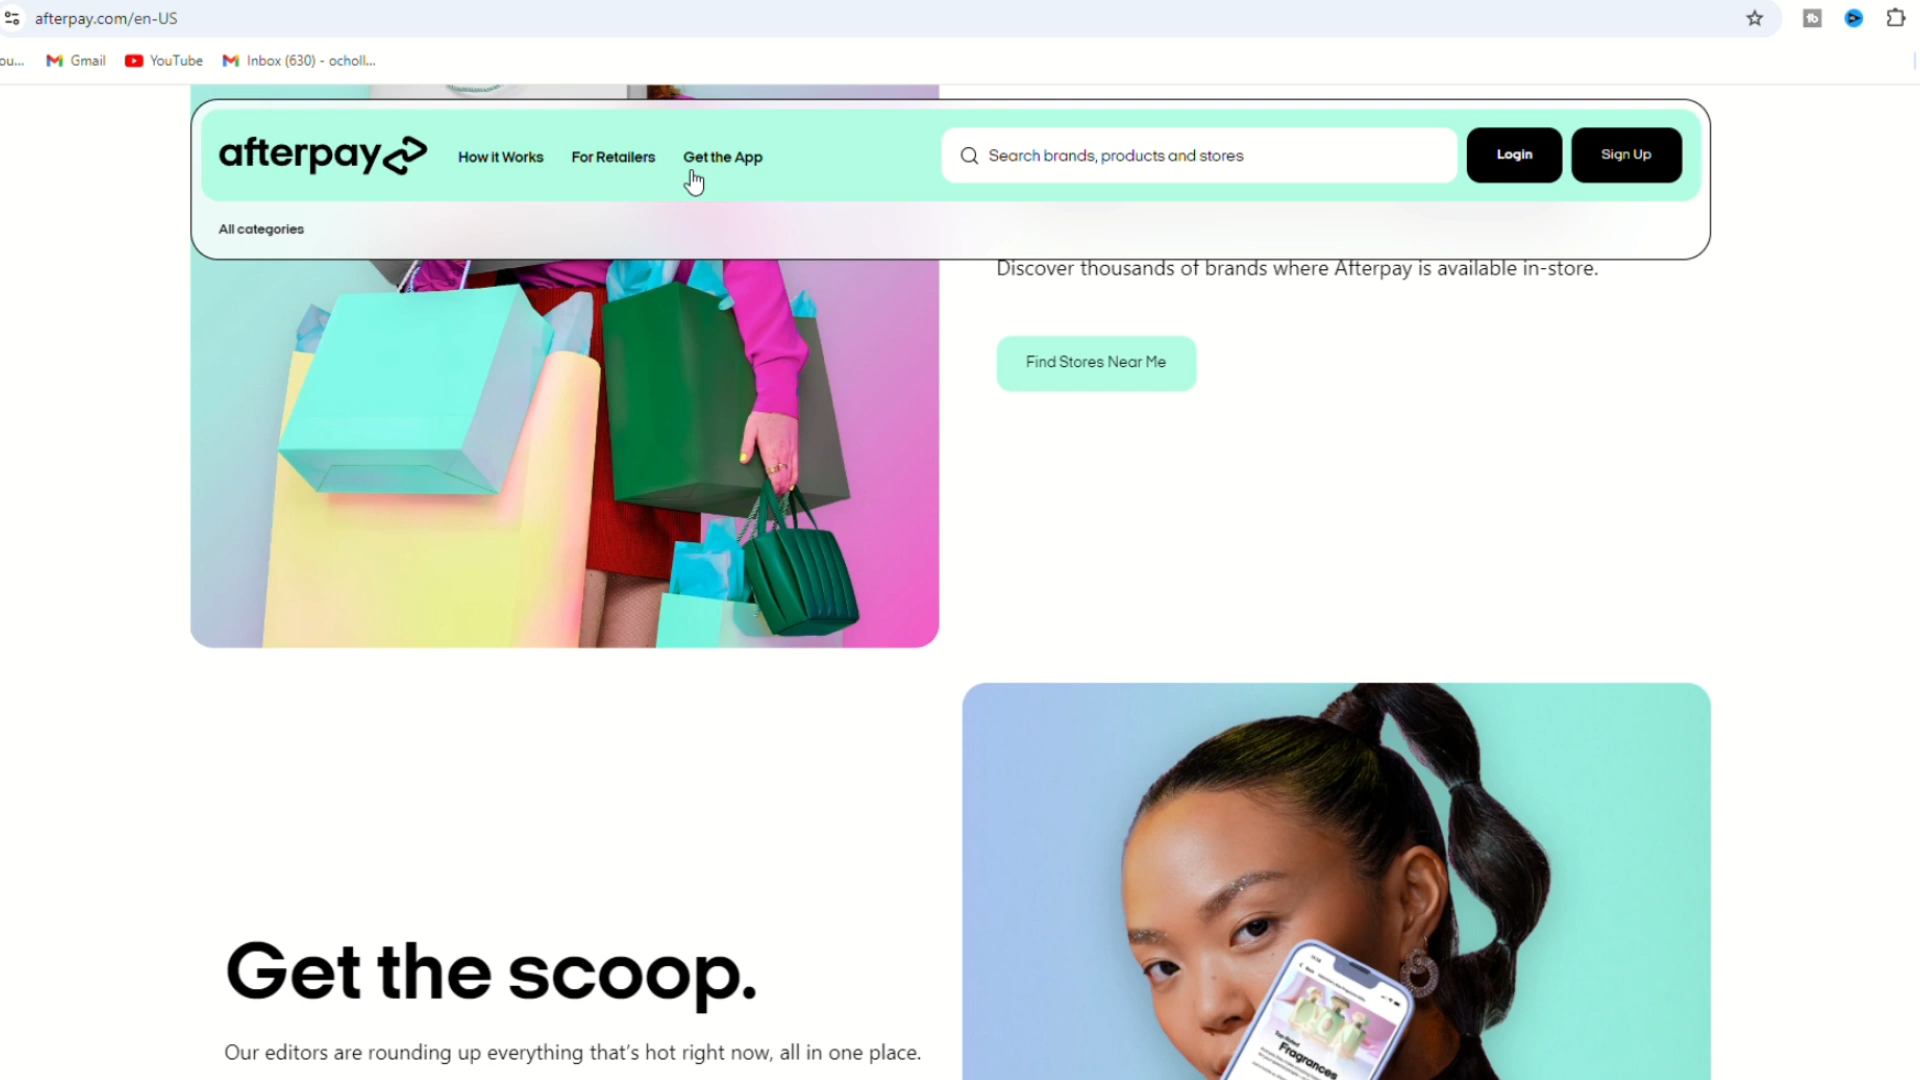 afterpay.com/en-US
ou...
Gmail
YouTube
Inbox (630) - ocholl...
afterpay
How it Works
For Retailers
Get the App
Search brands, products and stores
Login
Sign Up
All categories
Discover thousands of brands where Afterpay is available in-store.
Find Stores Near Me
Get the scoop.
Our editors are rounding up everything that's hot right now, all in one place.
Fragrances